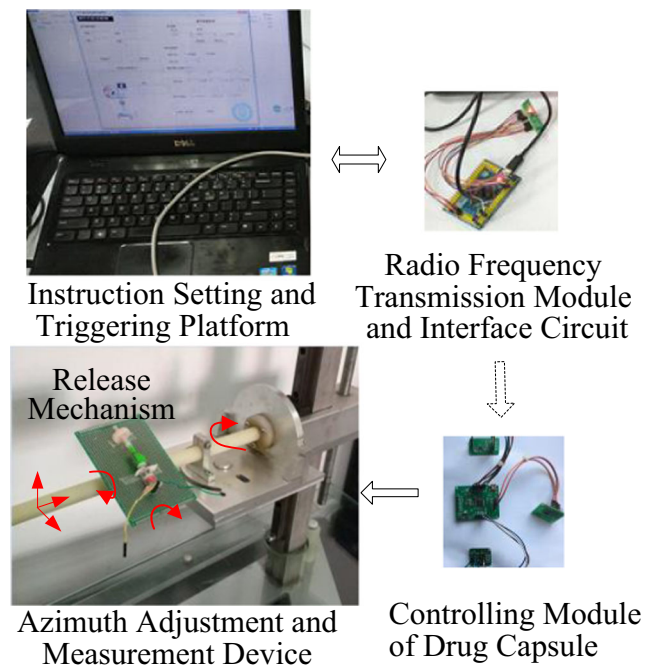 DELL
Instruction Setting and
Triggering Platform
Radio Frequency
Transmission Module
and Interface Circuit
Release
Mechanism
Azimuth Adjustment and
Measurement Device
Controlling Module
of Drug Capsule